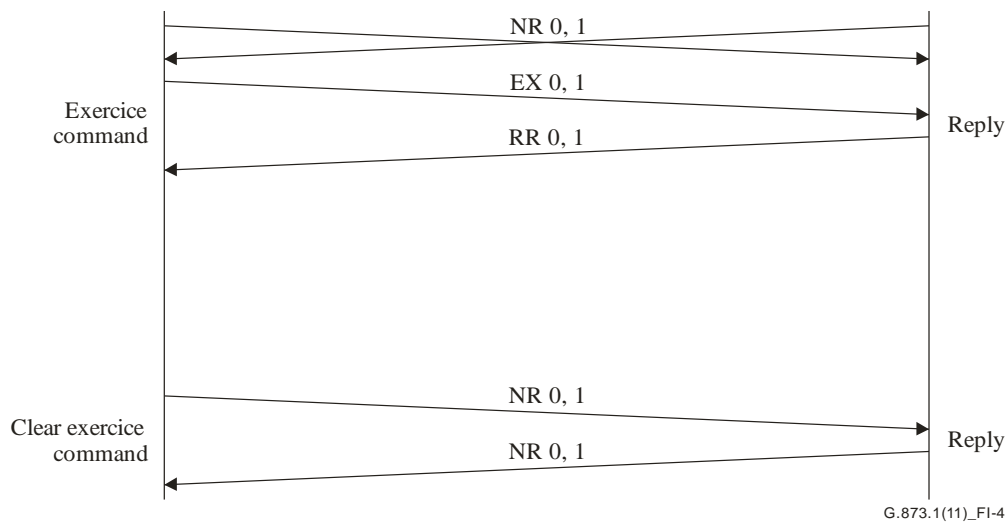 NR 0, 1
EX 0, 1
Exercice
command
Reply
RR 0, 1
NR 0, 1
Clear exercice
command
Reply
NR 0, 1
G.873.1(11)_FI-4